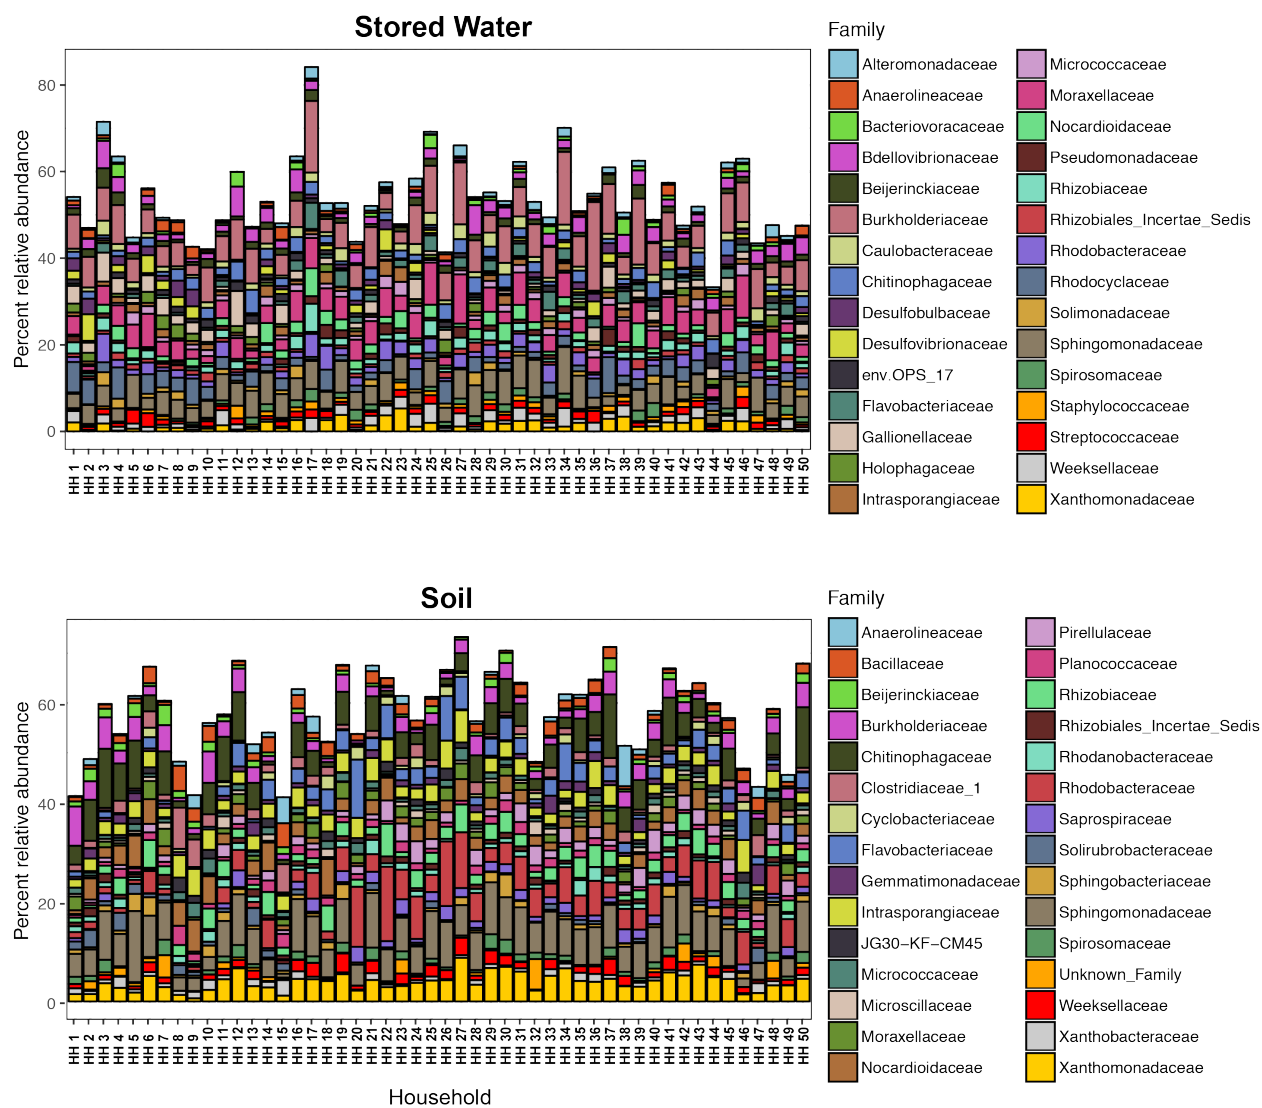 Stored Water
Percent relative abundance
80
60
40
20
0
HH 1
HH 2
HH 3
HH 4
HH 5
HH 6
HH 7
HH 8
HH 9
HH 10
HH 11
HH 12
HH 13
HH 14
HH 15
HH 16
HH 17
HH 18
HH 19
HH 20
HH 21
HH 22
HH 23
HH 24
HH 25
HH 26
HH 27
HH 28
HH 29
HH 30
HH 31
HH 32
HH 33
HH 34
HH 35
HH 36
HH 37
HH 38
HH 39
HH 40
HH 41
HH 42
HH 43
HH 44
HH 45
HH 46
HH 47
HH 48
HH 49
HH 50
Family
Alteromonadaceae
Anaerolineaceae
Bacteriovoracaceae
Bdellovibrionaceae
Beijerinckiaceae
Burkholderiaceae
Caulobacteraceae
Chitinophagaceae
Desulfobulbaceae
Desulfovibrionaceae
env.OPS_17
Flavobacteriaceae
Gallionellaceae
Holophagaceae
Intrasporangiaceae
Micrococcaceae
Moraxellaceae
Nocardioidaceae
Pseudomonadaceae
Rhizobiaceae
Rhizobiales_Incertae_Sedis
Rhodobacteraceae
Rhodocyclaceae
Solimonadaceae
Sphingomonadaceae
Spirosomaceae
Staphylococcaceae
Streptococcaceae
Weeksellaceae
Xanthomonadaceae
Soil
Percent relative abundance
60
40
20
0
HH 1
HH 2
HH 3
HH 4
HH 5
HH 6
HH 7
HH 8
HH 9
HH 10
HH 11
HH 12
HH 13
HH 14
HH 15
HH 16
HH 17
HH 18
HH 19
HH 20
HH 21
HH 22
HH 23
HH 24
HH 25
HH 26
HH 27
HH 28
HH 29
HH 30
HH 31
HH 32
HH 33
HH 34
HH 35
HH 36
HH 37
HH 38
HH 39
HH 40
HH 41
HH 42
HH 43
HH 44
HH 45
HH 46
HH 47
HH 48
HH 49
HH 50
Household
Family
Anaerolineaceae
Bacillaceae
Beijerinckiaceae
Burkholderiaceae
Chitinophagaceae
Clostridiaceae_1
Cyclobacteriaceae
Flavobacteriaceae
Gemmatimonadaceae
Intrasporangiaceae
JG30−KF−CM45
Micrococcaceae
Microscillaceae
Moraxellaceae
Nocardioidaceae
Pirellulaceae
Planococcaceae
Rhizobiaceae
Rhizobiales_Incertae_Sedis
Rhodanobacteraceae
Rhodobacteraceae
Saprospiraceae
Solirubrobacteraceae
Sphingobacteriaceae
Sphingomonadaceae
Spirosomaceae
Unknown_Family
Weeksellaceae
Xanthobacteraceae
Xanthomonadaceae